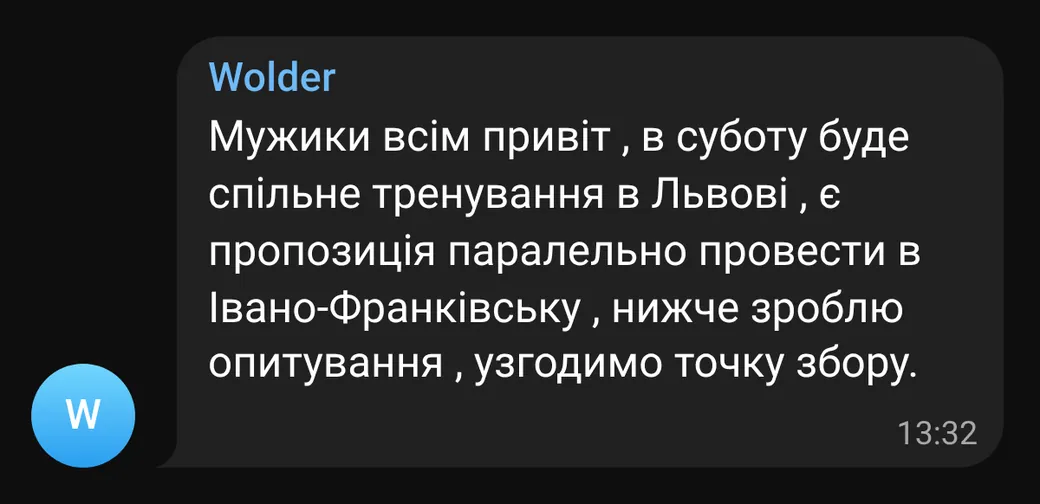 Wolder
Мужики всім привіт , в суботу буде
спільне тренування в Львові , є
пропозиція паралельно провести в
Івано-Франківську , нижче зроблю
опитування , узгодимо точку збору.
W
13:32